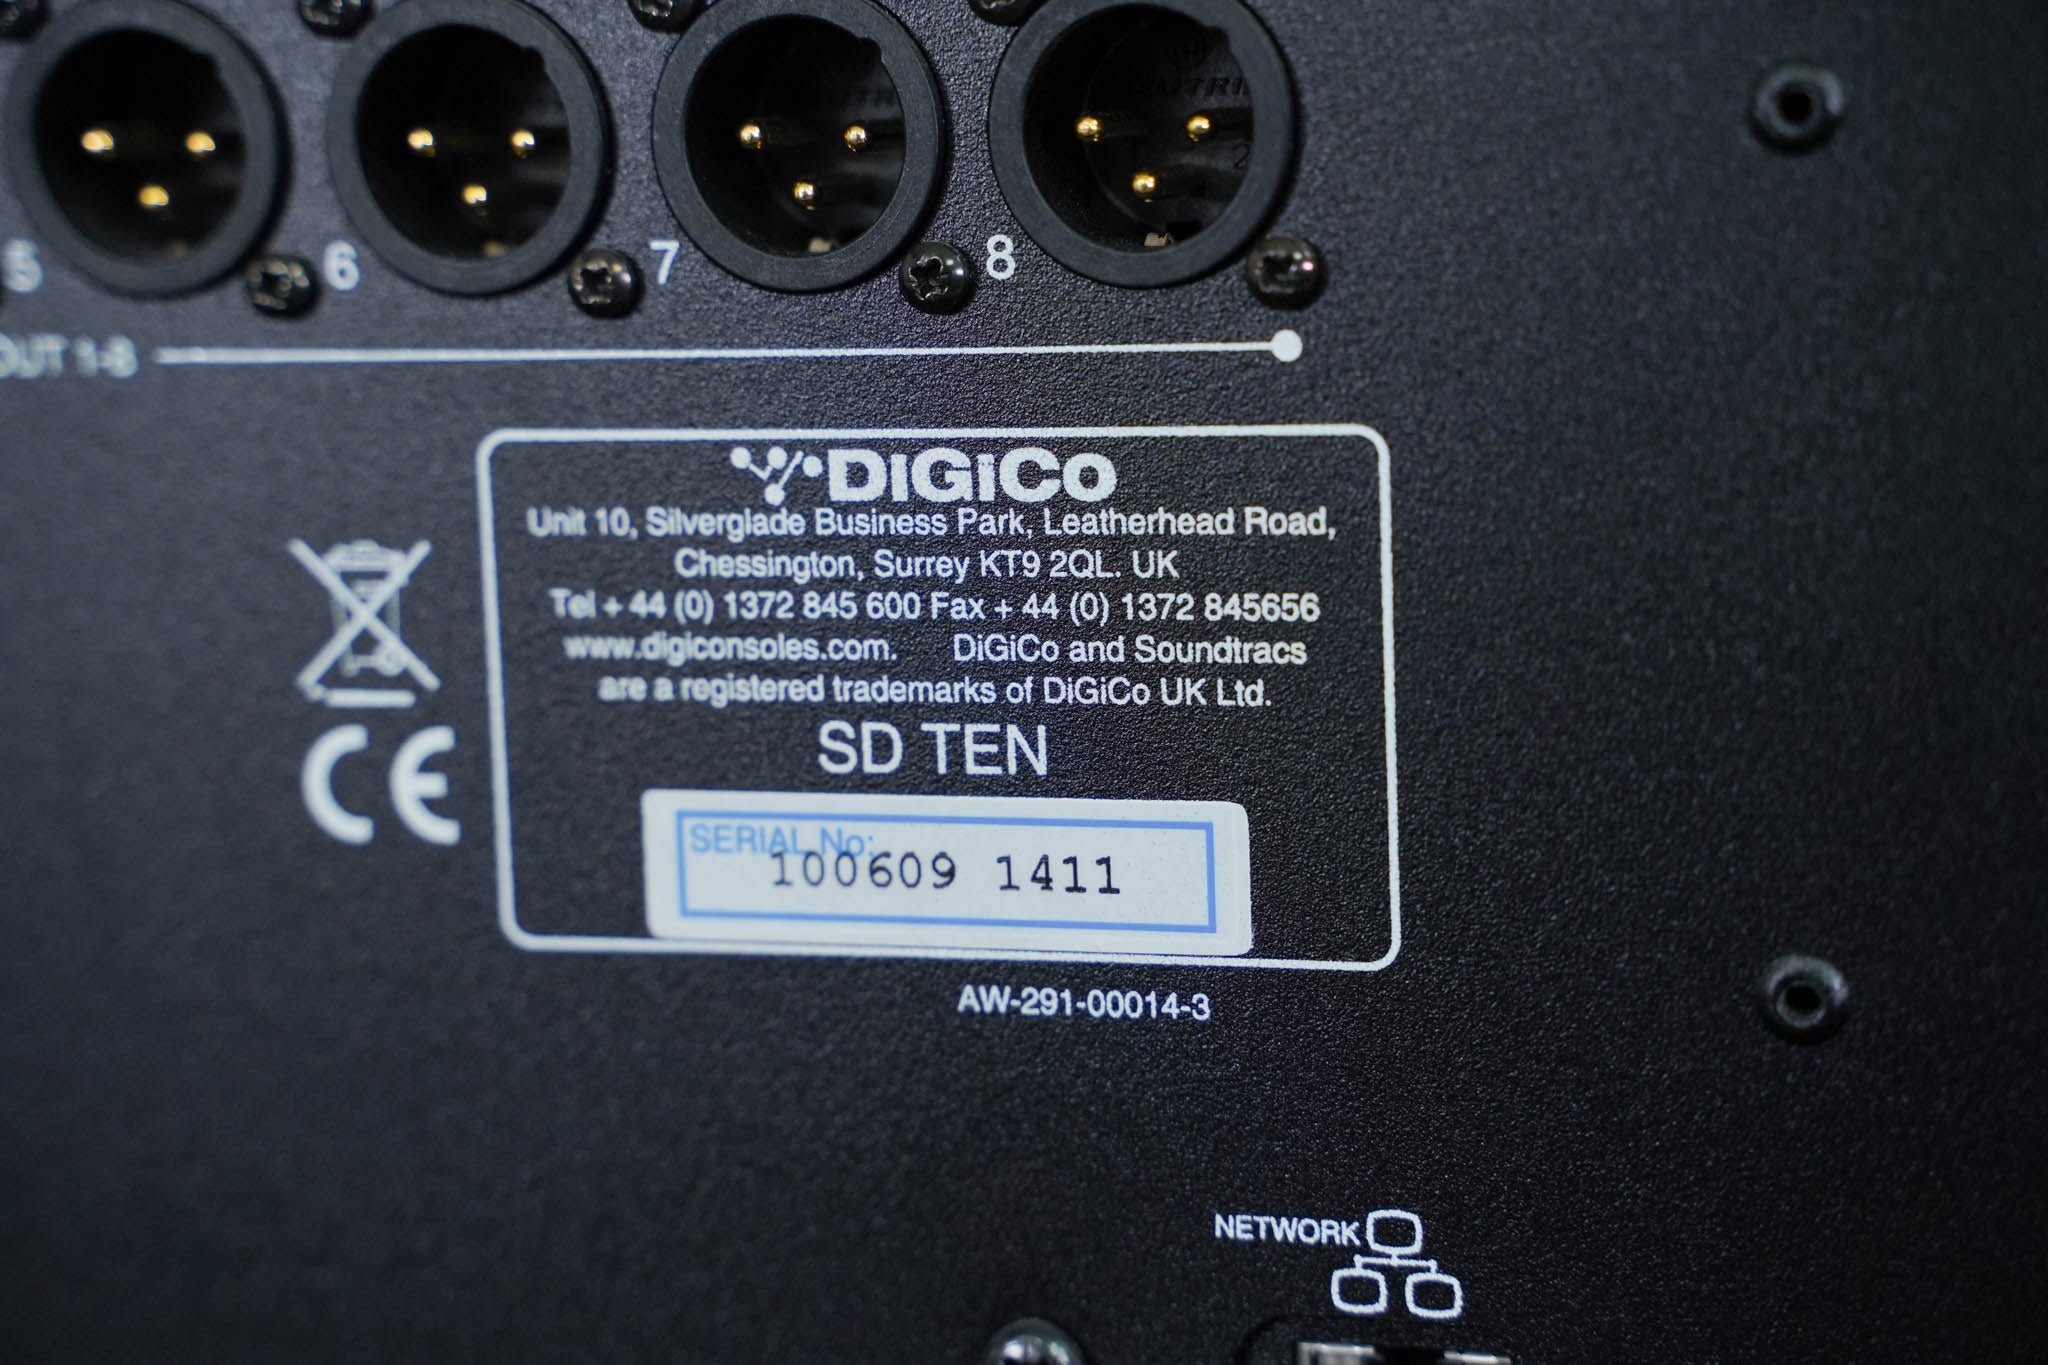 NEUTRIK
2
5 6 7 8
OUT 1-8
DiGiCo
Unit 10, Silverglade Business Park, Leatherhead Road,
Chessington, Surrey KT9 2QL. UK
Tel + 44 (0) 1372 845 600 Fax + 44 (0) 1372 845656
www.digiconsoles.com. DiGiCo and Soundtracs
are a registered trademarks of DiGiCo UK Ltd.
SD TEN
CE
SERIAL No:
100609 1411
AW-291-00014-3
NETWORK